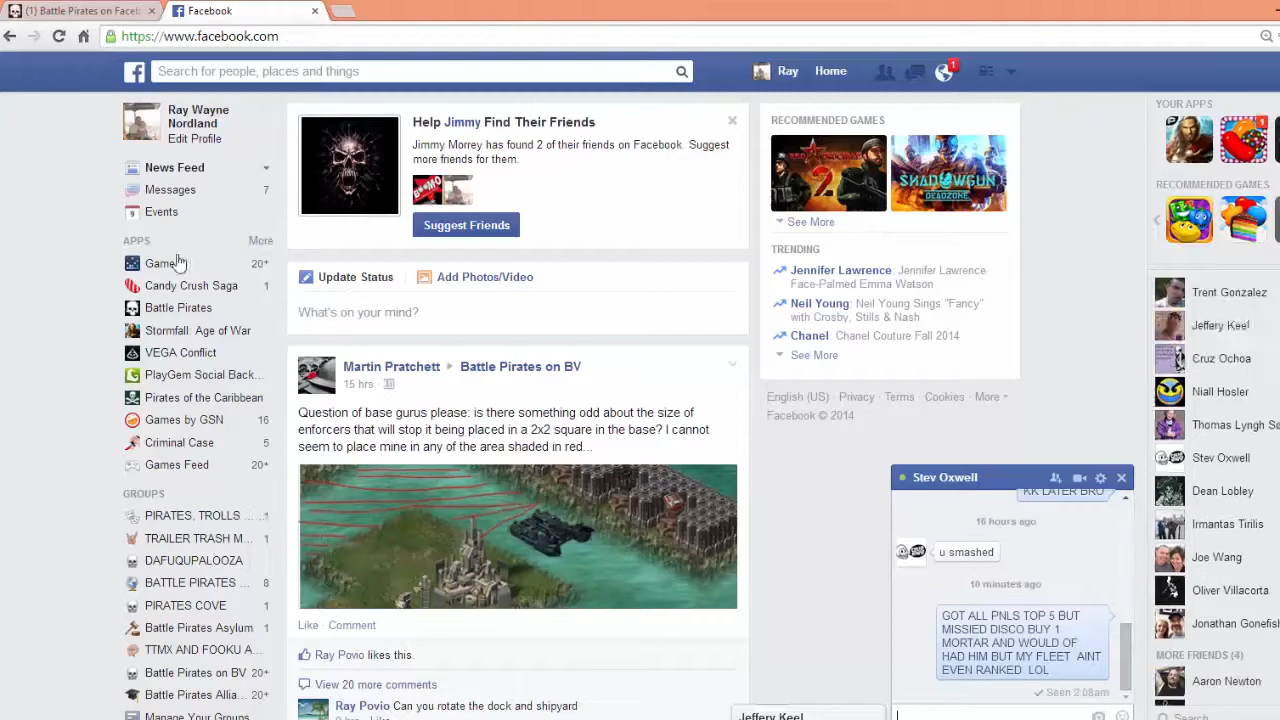 (1) Battle Pirates on Faceb
Facebook
https://www.facebook.com
Search for people, places and things
Ray
Home
1
Ray Wayne
Nordland
Edit Profile
News Feed
Messages 7
9 Events
APPS More
Games 20+
Candy Crush Saga 1
Battle Pirates
Stormfall: Age of War
VEGA Conflict
PlayGem Social Back...
Pirates of the Caribbean
Games by GSN 16
Criminal Case 5
Games Feed 20+
GROUPS
PIRATES, TROLLS ... 1
TRAILER TRASH M... 1
DAFUQUPALOOZA
BATTLE PIRATES ... 8
PIRATES COVE 1
Battle Pirates Asylum 1
TTMX AND FOOKU A...
Battle Pirates on BV 20+
Battle Pirates Allia... 20+
Manage Your Groups
Help Jimmy Find Their Friends
Jimmy Morrey has found 2 of their friends on Facebook. Suggest
more friends for them.
Suggest Friends
Update Status
Add Photos/Video
What's on your mind?
Martin Pratchett Battle Pirates on BV
15 hrs
Question of base gurus please is there something odd about the size of
enforcers that will stop it being placed in a 2x2 square in the base? I cannot
seem to place mine in any of the area shaded in red...
Like Comment
Ray Povio likes this.
View 20 more comments
Ray Povio Can you rotate the dock and shipyard
RECOMMENDED GAMES
2
SHADOWGUN
DEADZONE
See More
TRENDING
Jennifer Lawrence: Jennifer Lawrence
Face-Palmed Emma Watson
Neil Young: Neil Young Sings "Fancy"
with Crosby, Stills & Nash
Chanel: Chanel Couture Fall 2014
See More
English (US) · Privacy · Terms · Cookies · More
Facebook © 2014
Stev Oxwell
KK LATER BRO
16 hours ago
u smashed
10 minutes ago
GOT ALL PNLS TOP 5 BUT
MISSIED DISCO BUY 1
MORTAR AND WOULD OF
HAD HIM BUT MY FLEET AINT
EVEN RANKED LOL
Seen 2:08am
Jeffery Keel
YOUR APPS
1
RECOMMENDED GAMES
Trent Gonzalez
Jeffery Keel
Cruz Ochoa
Niall Hosler
Thomas Lyngh Sø
Stev Oxwell
Dean Lobley
Irmantas Tirilis
Joe Wang
Oliver Villacorta
Jonathan Gonefish
MORE FRIENDS (4)
Aaron Newton
Search